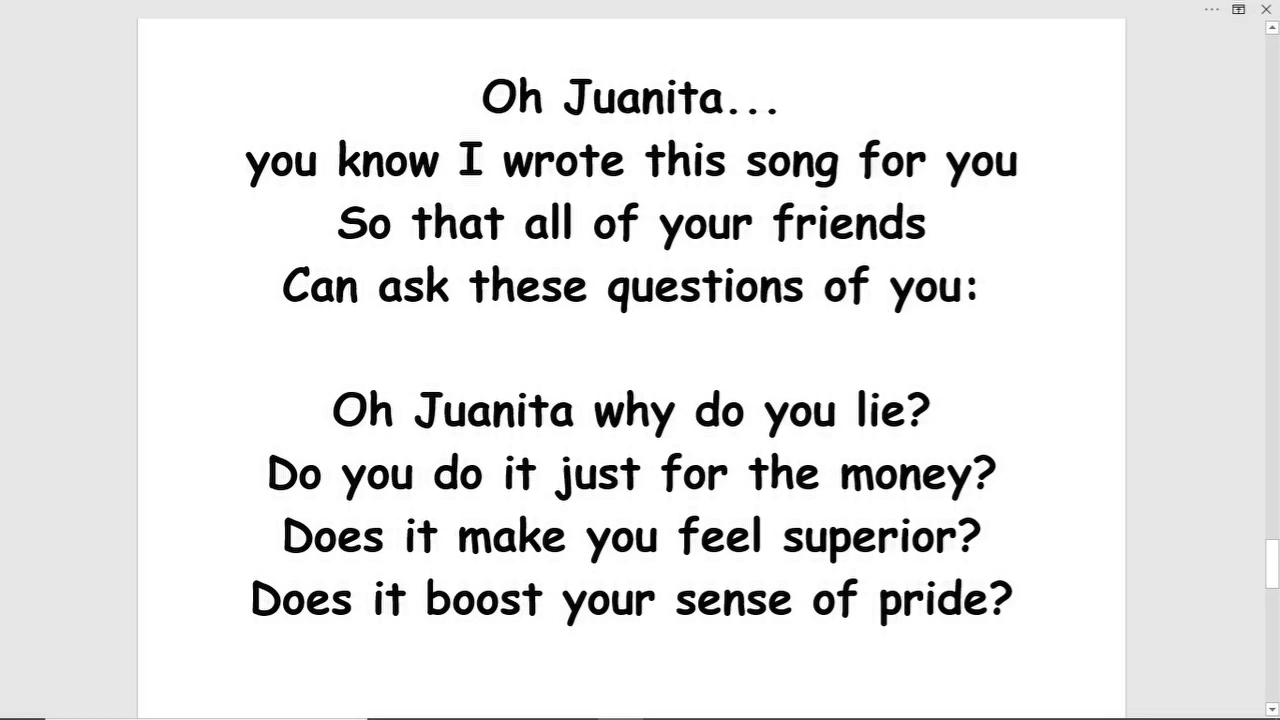 Oh Juanita...
you know I wrote this song for you
So that all of your friends
Can ask these questions of you:
Oh Juanita why do you lie?
Do you do it just for the money?
Does it make you feel superior?
Does it boost your sense of pride?